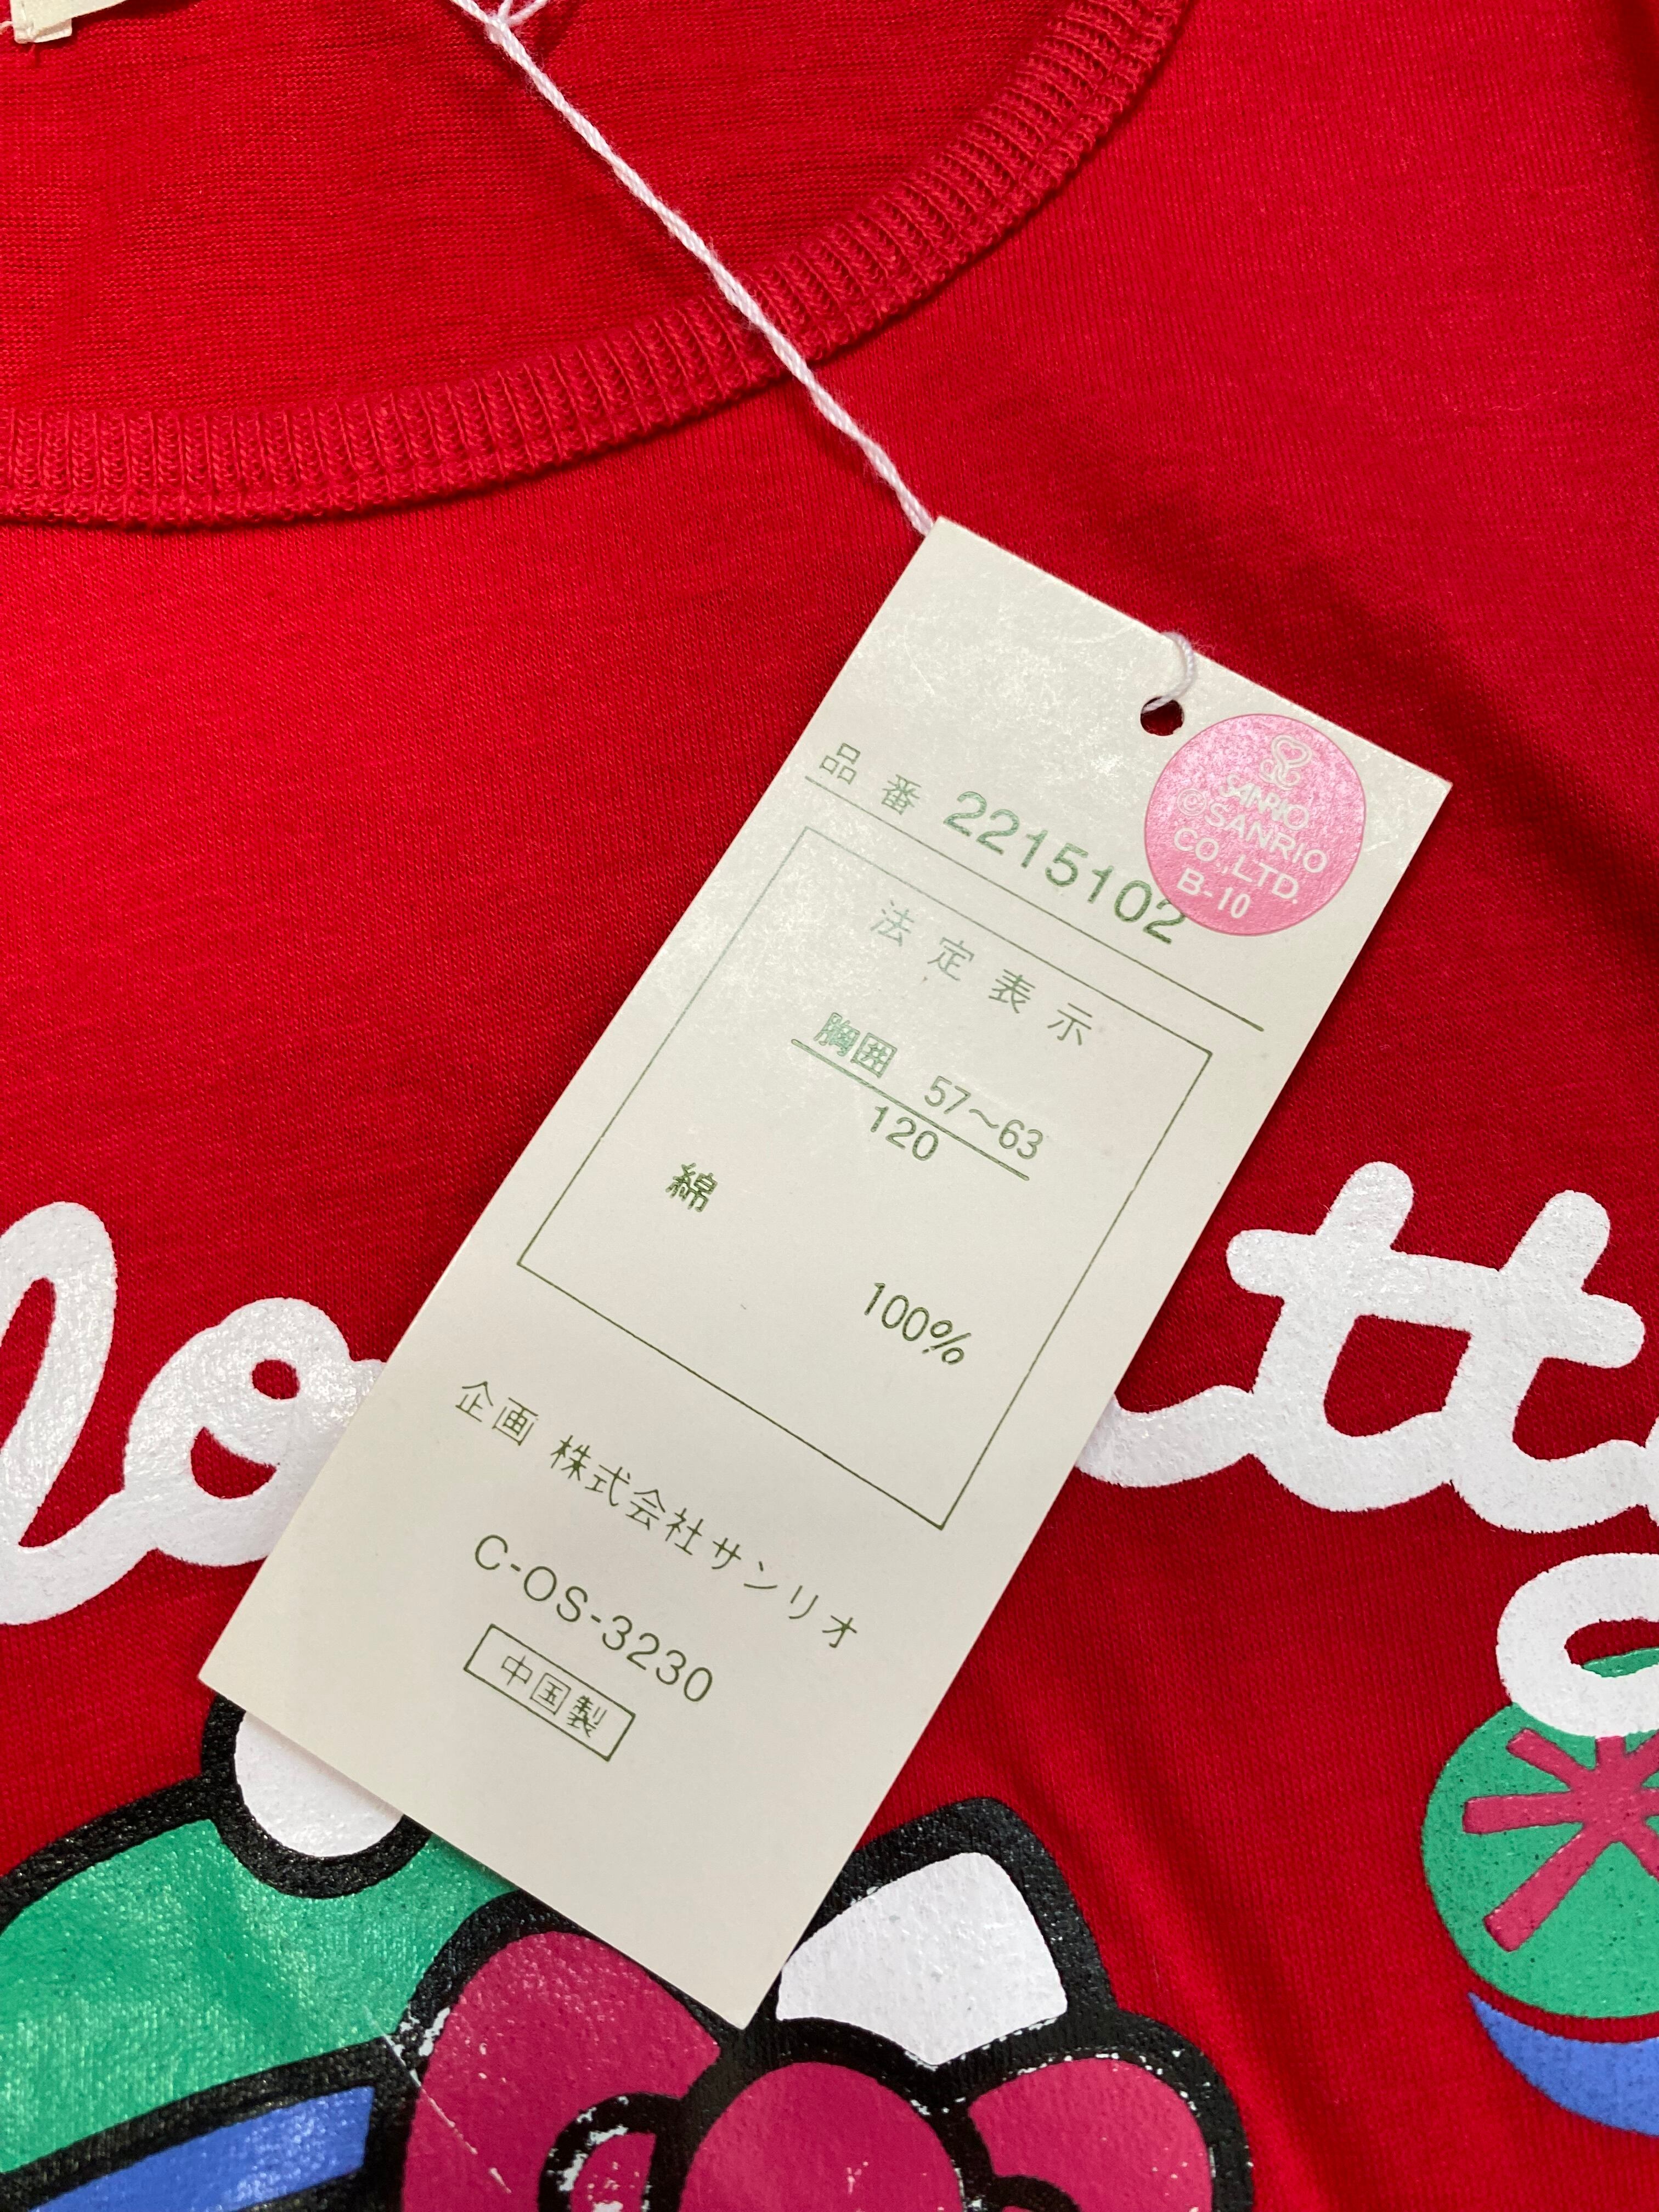 品番 2215102
SANRIO
©SANRIO
CO.,LTD.
B-10
法定表示
胸囲 57〜63
120
綿
100%
企画 株式会社サンリオ
C-OS-3230
中国製